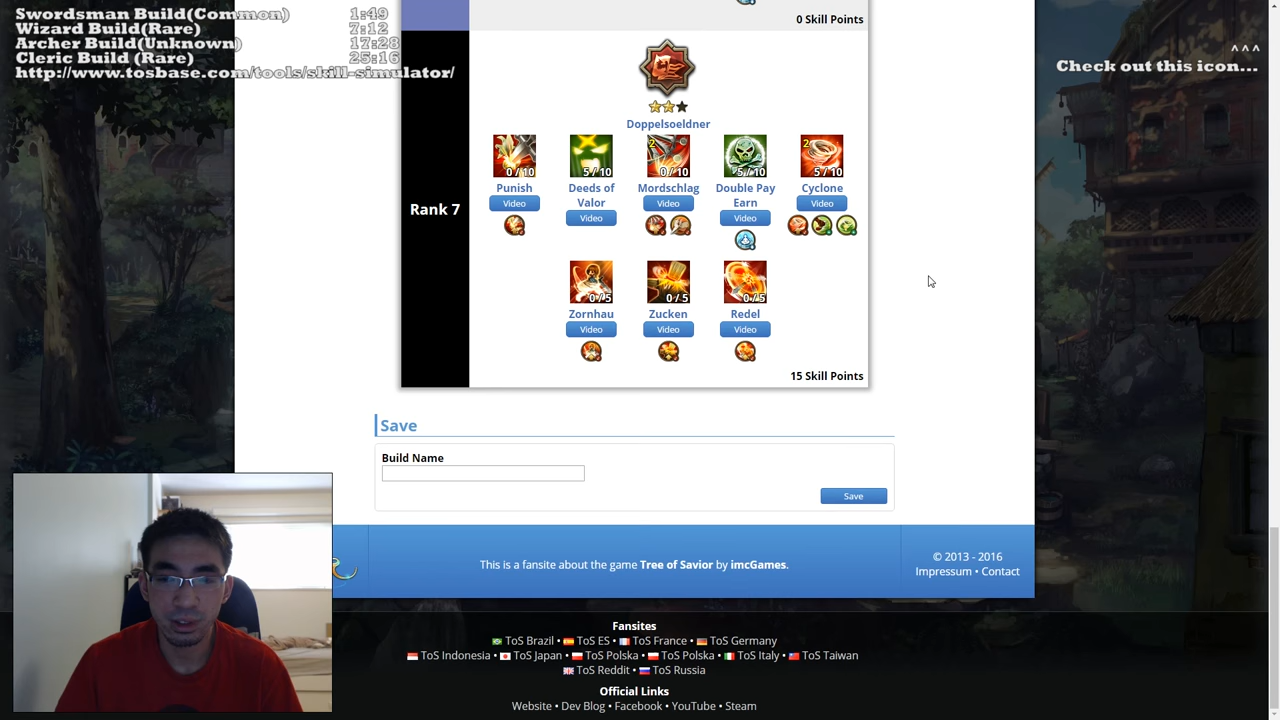 Swordsman Build(Common) 1:49
Wizard Build(Rare) 7:12
Archer Build(Unknown) 17:28
Cleric Build (Rare) 25:16
http://www.tosbase.com/tools/skill-simulator/
^^^
Check out this icon...
0 Skill Points
Rank 7
Doppelsoeldner
0/10 5/10 2 0/10 5/10 2 5/10
Punish Deeds of Valor Mordschlag Double Pay Earn Cyclone
Video Video Video Video Video
0/5 0/5 0/5
Zornhau Zucken Redel
Video Video Video
15 Skill Points
Save
Build Name
Save
This is a fansite about the game Tree of Savior by imcGames.
© 2013 - 2016
Impressum • Contact
Fansites
ToS Brazil • ToS ES • ToS France • ToS Germany
ToS Indonesia • ToS Japan • ToS Polska • ToS Polska • ToS Italy • ToS Taiwan
ToS Reddit • ToS Russia
Official Links
Website • Dev Blog • Facebook • YouTube • Steam